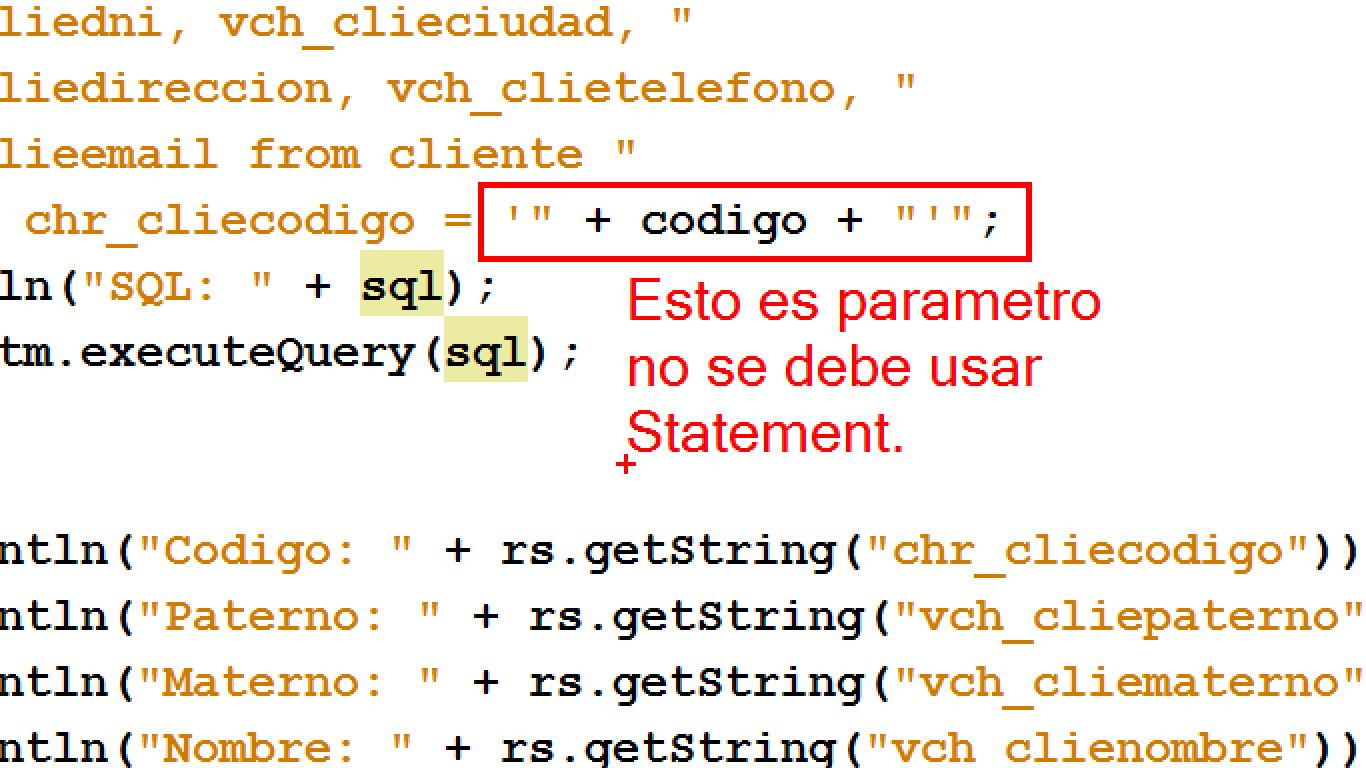 liedni, vch_clieciudad, "
liedireccion, vch_clietelefono, "
lieemail from cliente "
chr_cliecodigo = '" + codigo + "'";
ln("SQL: " + sql);
tm.executeQuery(sql);
Esto es parametro
no se debe usar
Statement.
ntln("Codigo: " + rs.getString("chr_cliecodigo"))
ntln("Paterno: " + rs.getString("vch_cliepaterno"
ntln("Materno: " + rs.getString("vch_cliematerno"
ntln("Nombre: " + rs.getString("vch_clienombre"))